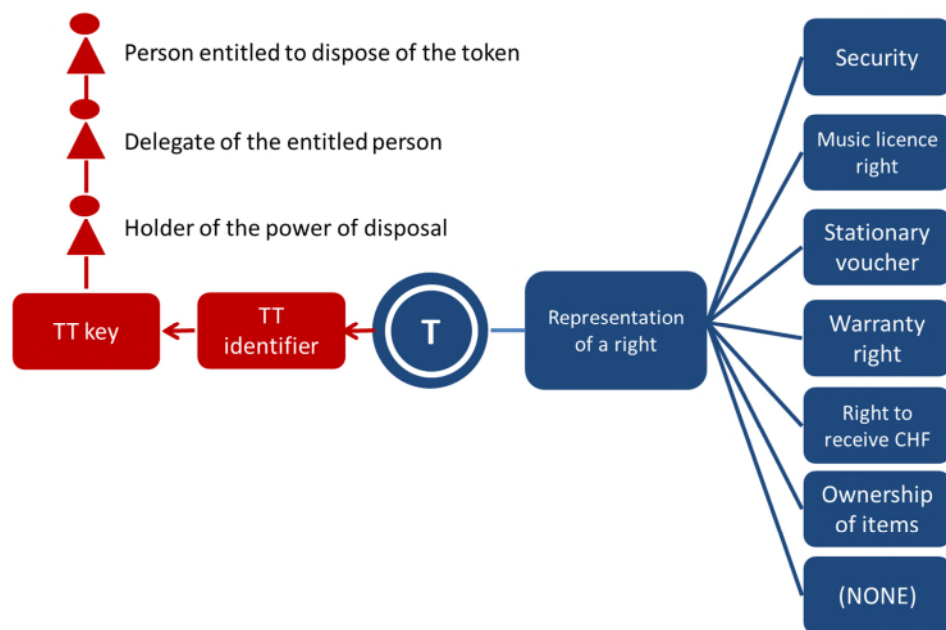 Person entitled to dispose of the token
Delegate of the entitled person
Holder of the power of disposal
TT key
TT
identifier
T
Representation
of a right
Security
Music licence
right
Stationary
voucher
Warranty
right
Right to
receive CHF
Ownership
of items
(NONE)